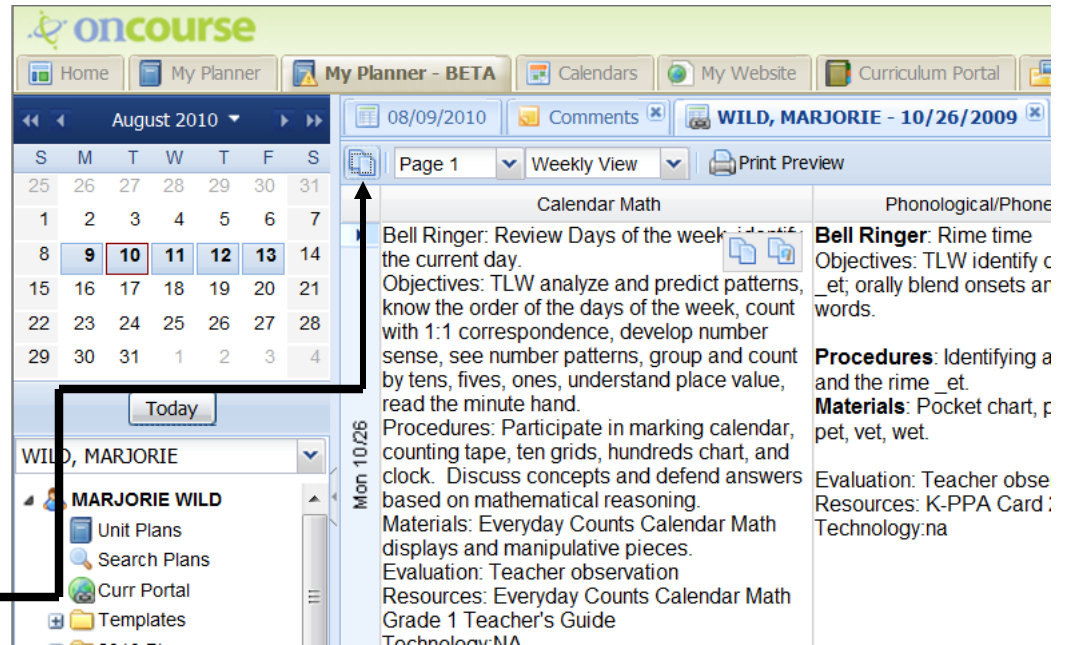 oncourse
Home My Planner My Planner - BETA Calendars My Website Curriculum Portal
August 2010
S M T W T F S
25 26 27 28 29 30 31
1 2 3 4 5 6 7
8 9 10 11 12 13 14
15 16 17 18 19 20 21
22 23 24 25 26 27 28
29 30 31 1 2 3 4
Today
WILD, MARJORIE
MARJORIE WILD
Unit Plans
Search Plans
Curr Portal
Templates
08/09/2010 Comments WILD, MARJORIE - 10/26/2009
Page 1 Weekly View Print Preview
Calendar Math
Mon 10/26
Bell Ringer: Review Days of the week, identify
the current day.
Objectives: TLW analyze and predict patterns,
know the order of the days of the week, count
with 1:1 correspondence, develop number
sense, see number patterns, group and count
by tens, fives, ones, understand place value,
read the minute hand.
Procedures: Participate in marking calendar,
counting tape, ten grids, hundreds chart, and
clock. Discuss concepts and defend answers
based on mathematical reasoning.
Materials: Everyday Counts Calendar Math
displays and manipulative pieces.
Evaluation: Teacher observation
Resources: Everyday Counts Calendar Math
Grade 1 Teacher's Guide
Technology:NA
Phonological/Phone
Bell Ringer: Rime time
Objectives: TLW identify
_et; orally blend onsets
words.
Procedures: Identifying
and the rime _et.
Materials: Pocket chart,
pet, vet, wet.
Evaluation: Teacher obse
Resources: K-PPA Card
Technology:na